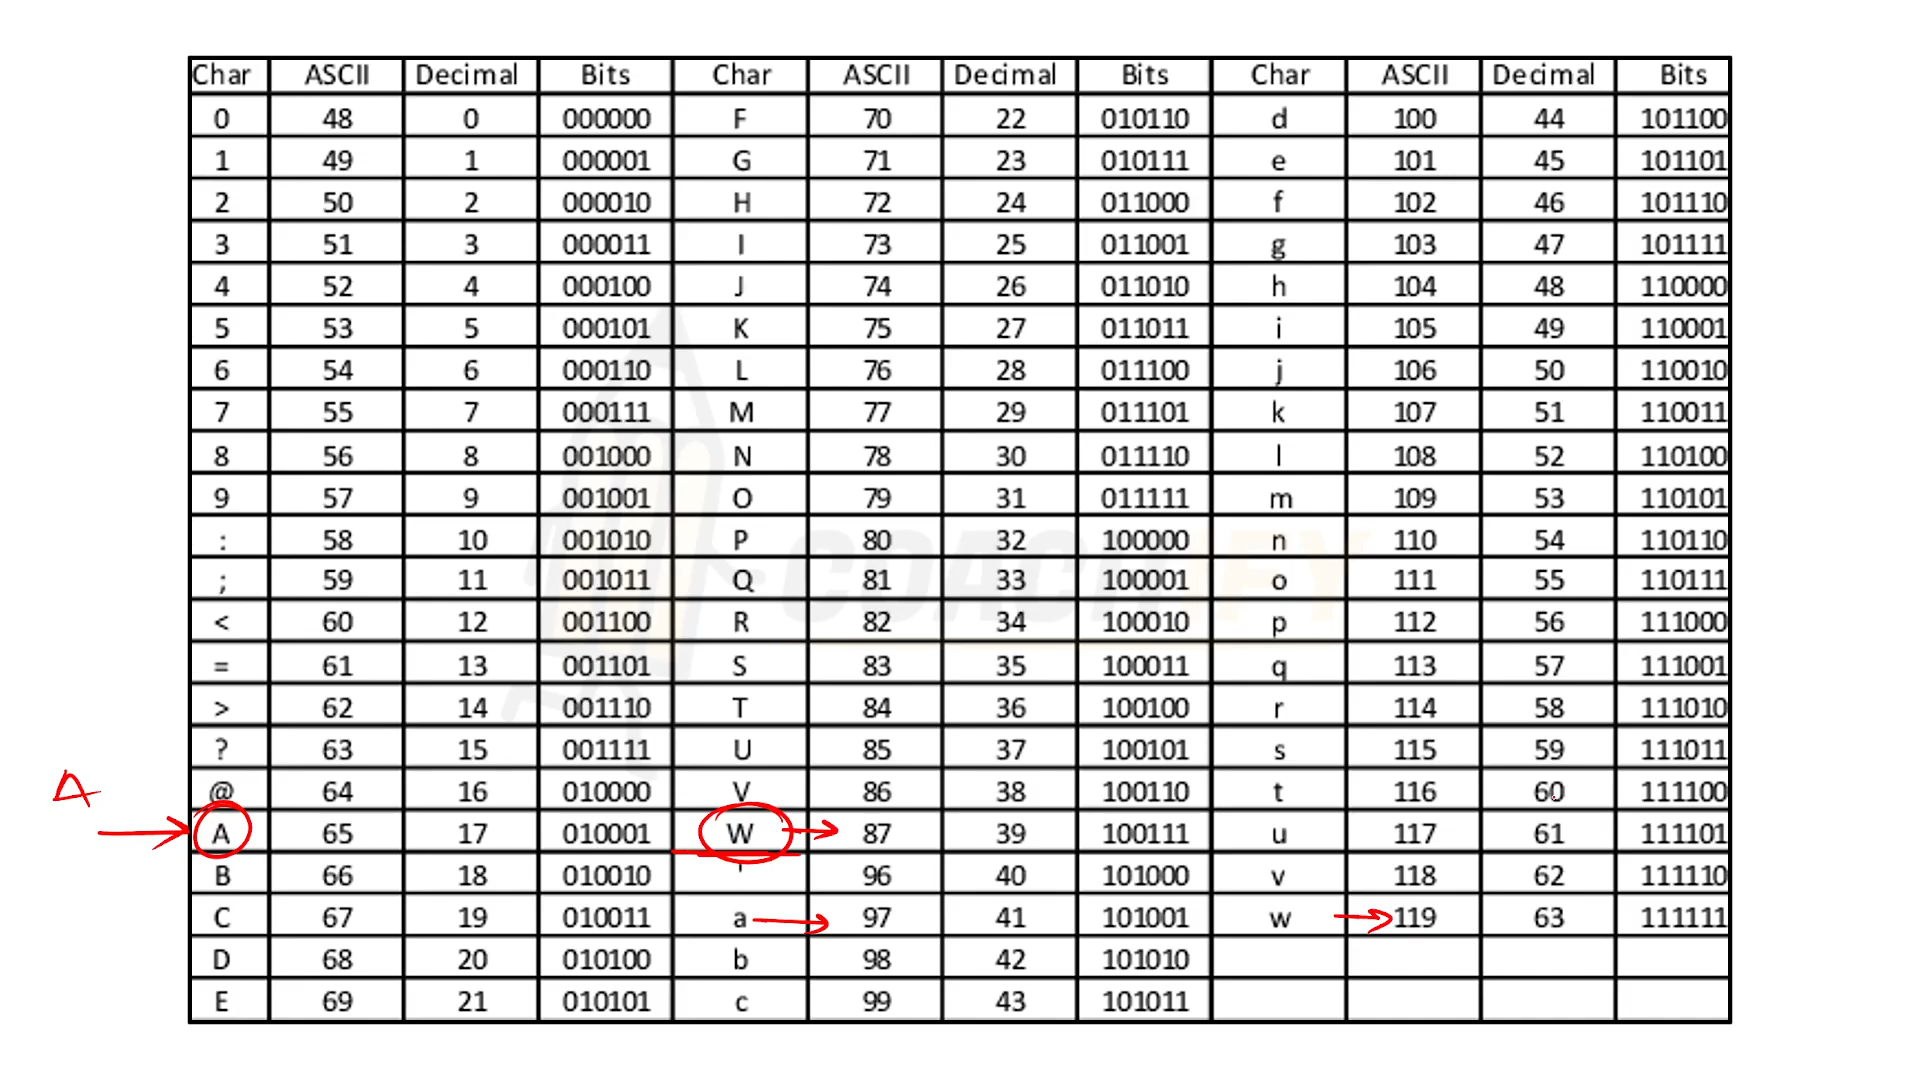 Char ASCII Decimal Bits Char ASCII Decimal Bits Char ASCII Decimal Bits
0 48 0 000000 F 70 22 010110 d 100 44 101100
1 49 1 000001 G 71 23 010111 e 101 45 101101
2 50 2 000010 H 72 24 011000 f 102 46 101110
3 51 3 000011 I 73 25 011001 g 103 47 101111
4 52 4 000100 J 74 26 011010 h 104 48 110000
5 53 5 000101 K 75 27 011011 i 105 49 110001
6 54 6 000110 L 76 28 011100 j 106 50 110010
7 55 7 000111 M 77 29 011101 k 107 51 110011
8 56 8 001000 N 78 30 011110 l 108 52 110100
9 57 9 001001 O 79 31 011111 m 109 53 110101
: 58 10 001010 P 80 32 100000 n 110 54 110110
; 59 11 001011 Q 81 33 100001 o 111 55 110111
COACHIFY
< 60 12 001100 R 82 34 100010 p 112 56 111000
= 61 13 001101 S 83 35 100011 q 113 57 111001
> 62 14 001110 T 84 36 100100 r 114 58 111010
? 63 15 001111 U 85 37 100101 s 115 59 111011
A
@ 64 16 010000 V 86 38 100110 t 116 60 111100
A 65 17 010001 W 87 39 100111 u 117 61 111101
B 66 18 010010 ' 96 40 101000 v 118 62 111110
C 67 19 010011 a 97 41 101001 w 119 63 111111
D 68 20 010100 b 98 42 101010
E 69 21 010101 c 99 43 101011